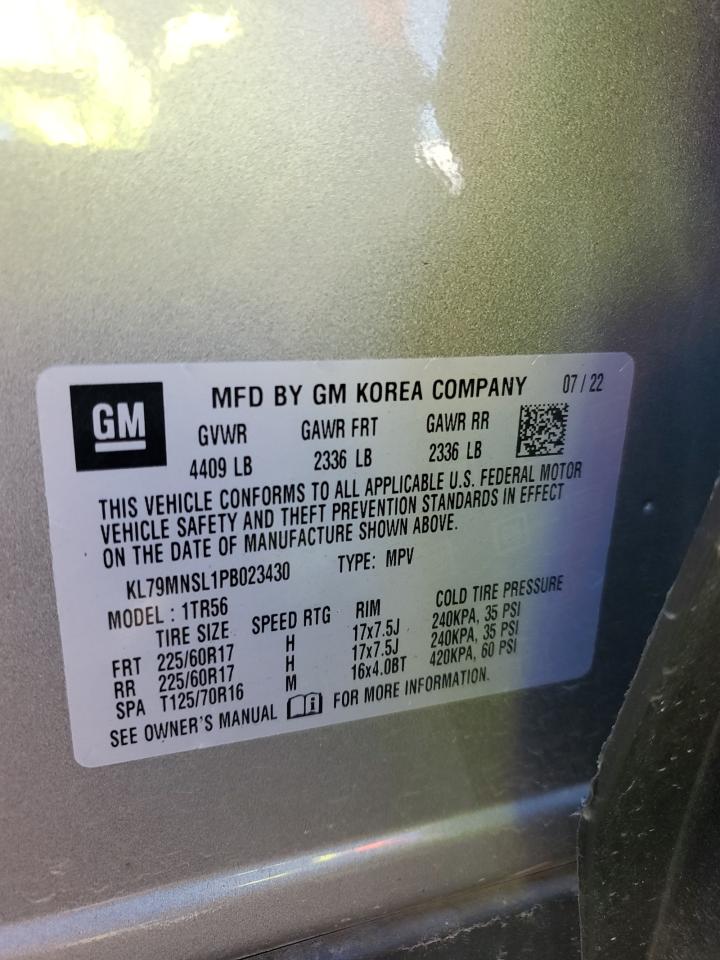 GM
MFD BY GM KOREA COMPANY 07 / 22
GVWR GAWR FRT GAWR RR
4409 LB 2336 LB 2336 LB
THIS VEHICLE CONFORMS TO ALL APPLICABLE U.S. FEDERAL MOTOR
VEHICLE SAFETY AND THEFT PREVENTION STANDARDS IN EFFECT
ON THE DATE OF MANUFACTURE SHOWN ABOVE.
KL79MNSL1PB023430 TYPE: MPV
MODEL : 1TR56
TIRE SIZE SPEED RTG RIM COLD TIRE PRESSURE
FRT 225/60R17 H 17x7.5J 240KPA, 35 PSI
RR 225/60R17 H 17x7.5J 240KPA, 35 PSI
SPA T125/70R16 M 16x4.0BT 420KPA, 60 PSI
SEE OWNER'S MANUAL FOR MORE INFORMATION.